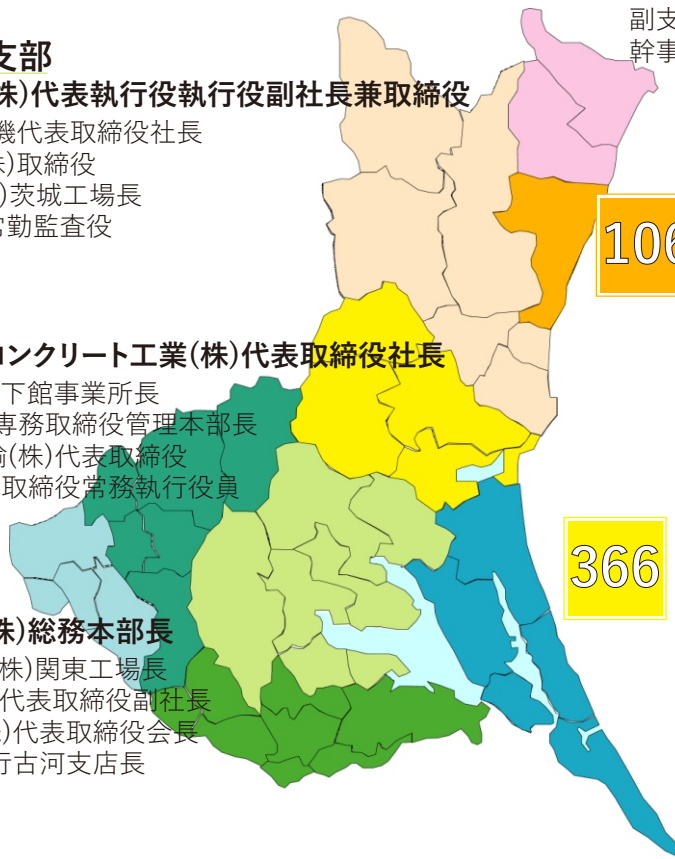 副支
幹事
支部
株)代表執行役執行役副社長兼取締役
機代表取締役社長
株)取締役
)茨城工場長
常勤監査役
106
コンクリート工業(株)代表取締役社長
下館事業所長
専務取締役管理本部長
輸(株)代表取締役
取締役常務執行役員
366
株)総務本部長
(株)関東工場長
代表取締役副社長
)代表取締役会長
行古河支店長